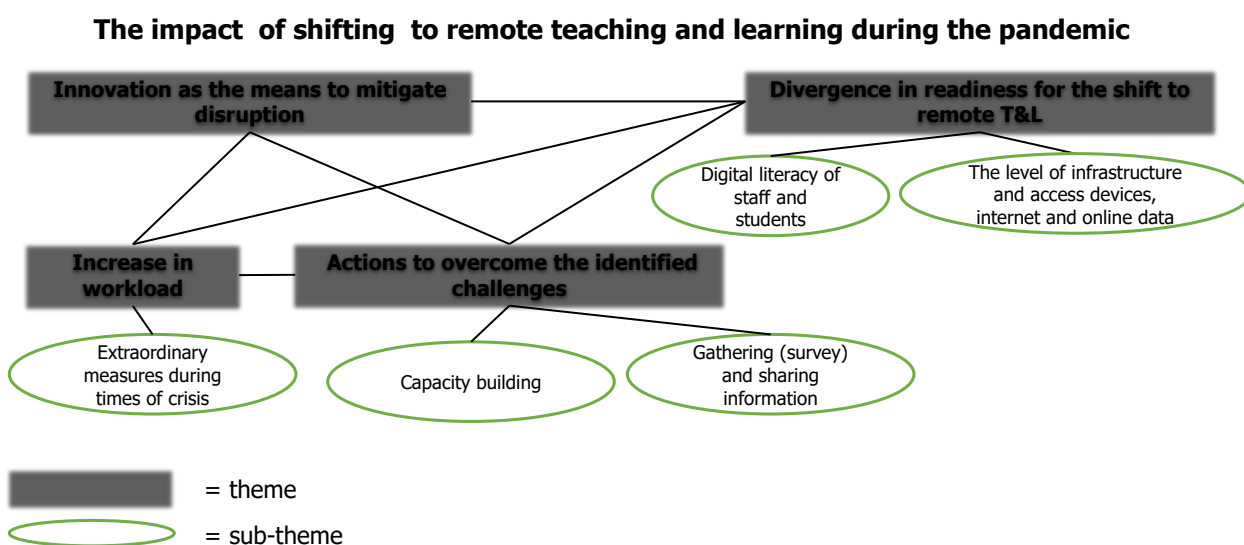 The impact of shifting to remote teaching and learning during the pandemic
Innovation as the means to mitigate
disruption
Divergence in readiness for the shift to
remote T&L
Digital literacy of
staff and
students
The level of infrastructure
and access devices,
internet and online data
Increase in
workload
Actions to overcome the identified
challenges
Extraordinary
measures during
times of crisis
Capacity building
Gathering (survey)
and sharing
information
= theme
= sub-theme